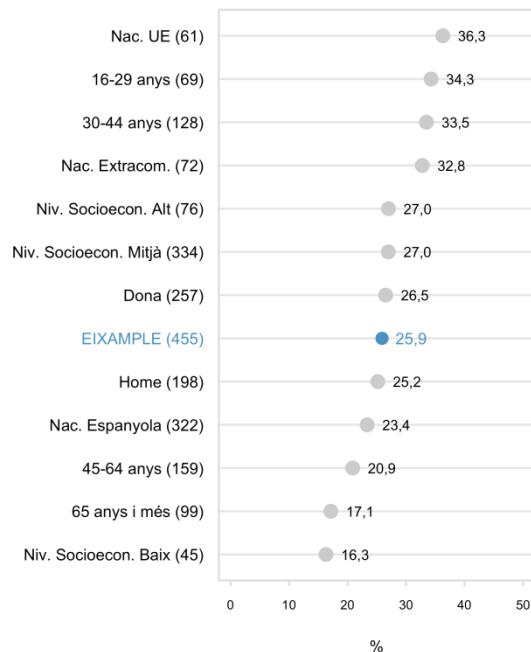 Nac. UE (61) 36,3
16-29 anys (69) 34,3
30-44 anys (128) 33,5
Nac. Extracom. (72) 32,8
Niv. Socioecon. Alt (76) 27,0
Niv. Socioecon. Mitjà (334) 27,0
Dona (257) 26,5
EIXAMPLE (455) 25,9
Home (198) 25,2
Nac. Espanyola (322) 23,4
45-64 anys (159) 20,9
65 anys i més (99) 17,1
Niv. Socioecon. Baix (45) 16,3
0 10 20 30 40 50
%